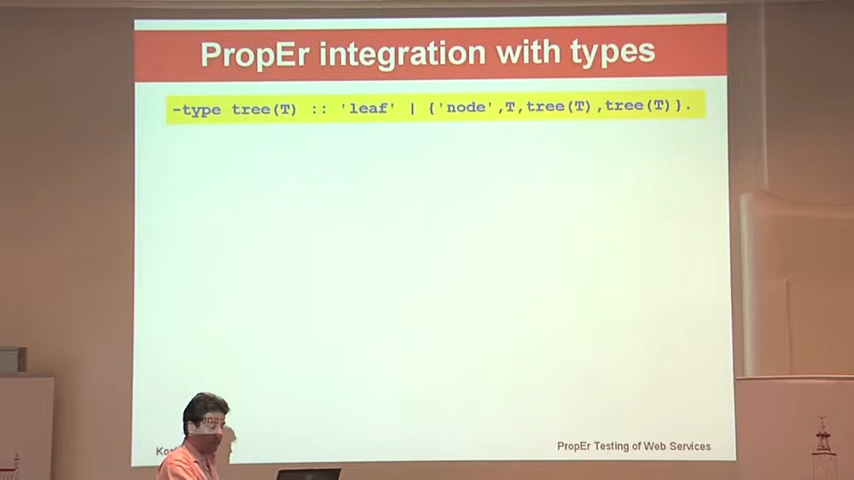 PropEr integration with types
-type tree(T) :: 'leaf' | {'node',T,tree(T),tree(T)}.
PropEr Testing of Web Services